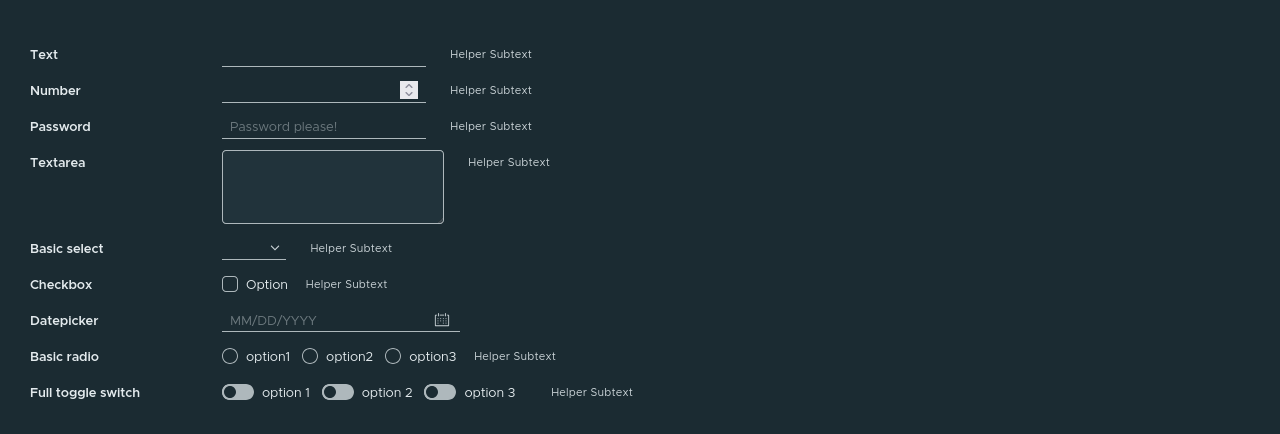 Text Helper Subtext
Number Helper Subtext
Password Password please! Helper Subtext
Textarea Helper Subtext
Basic select Helper Subtext
Checkbox Option Helper Subtext
Datepicker MM/DD/YYYY
Basic radio option1 option2 option3 Helper Subtext
Full toggle switch option 1 option 2 option 3 Helper Subtext